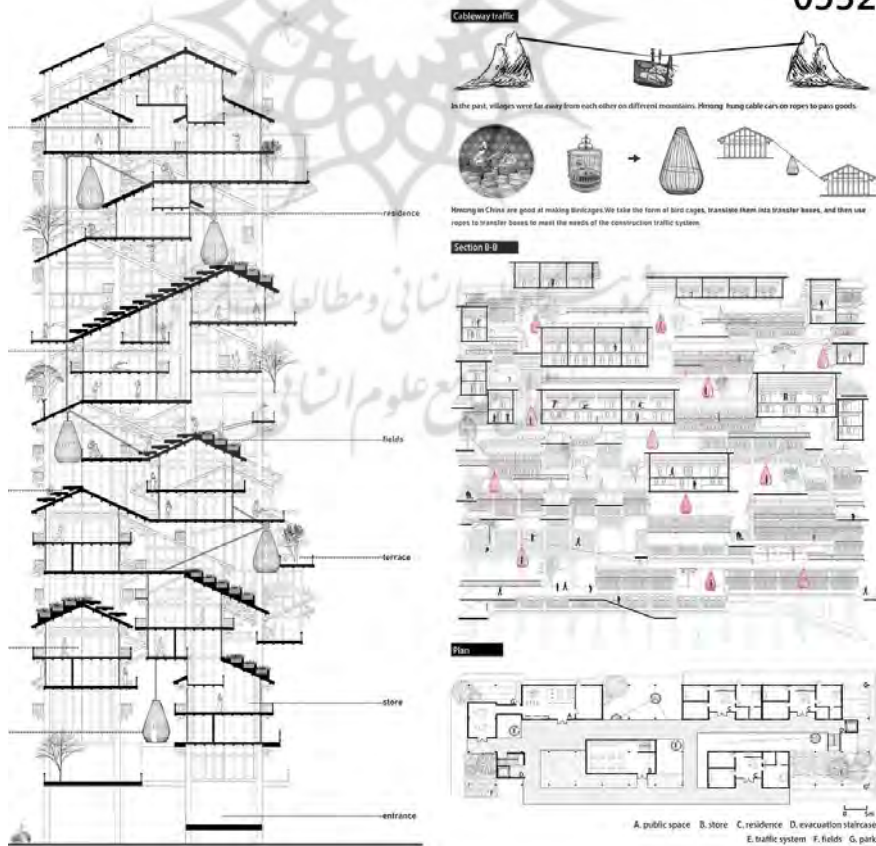 0332
Cableway traffic
In the past, villages were far away from each other on different mountains. Hmong hung cable cars on ropes to pass goods.
Hmong in China are good at making Birdcages. We take the form of bird cages, translate them into transfer boxes, and then use
ropes to transfer boxes to meet the needs of the construction traffic system
residence
Section B-B
fields
terrace
store
entrance
Plan
0 5m
A. public space B. store C. residence D. evacuation staircase
E. traffic system F. fields G. park